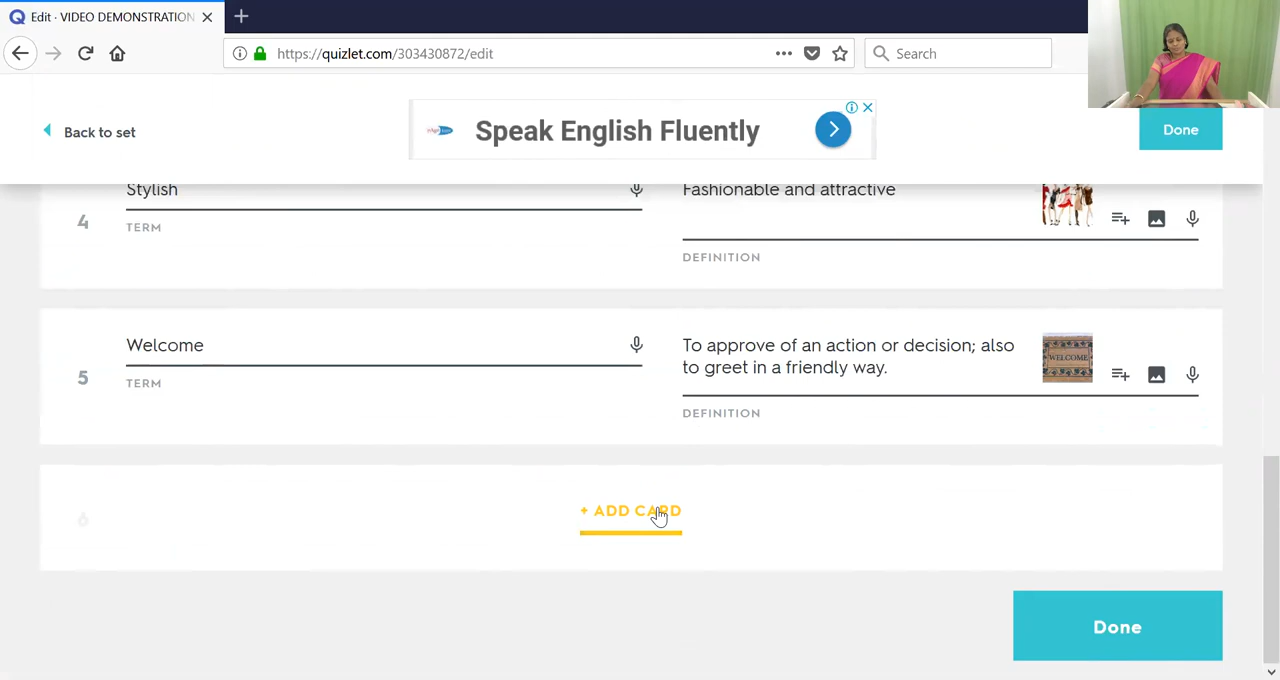 Edit · VIDEO DEMONSTRATION
https://quizlet.com/303430872/edit
Search
Back to set
Speak English Fluently
Done
4
Stylish
TERM
Fashionable and attractive
DEFINITION
5
Welcome
TERM
To approve of an action or decision; also
to greet in a friendly way.
WELCOME
DEFINITION
6
+ ADD CARD
Done